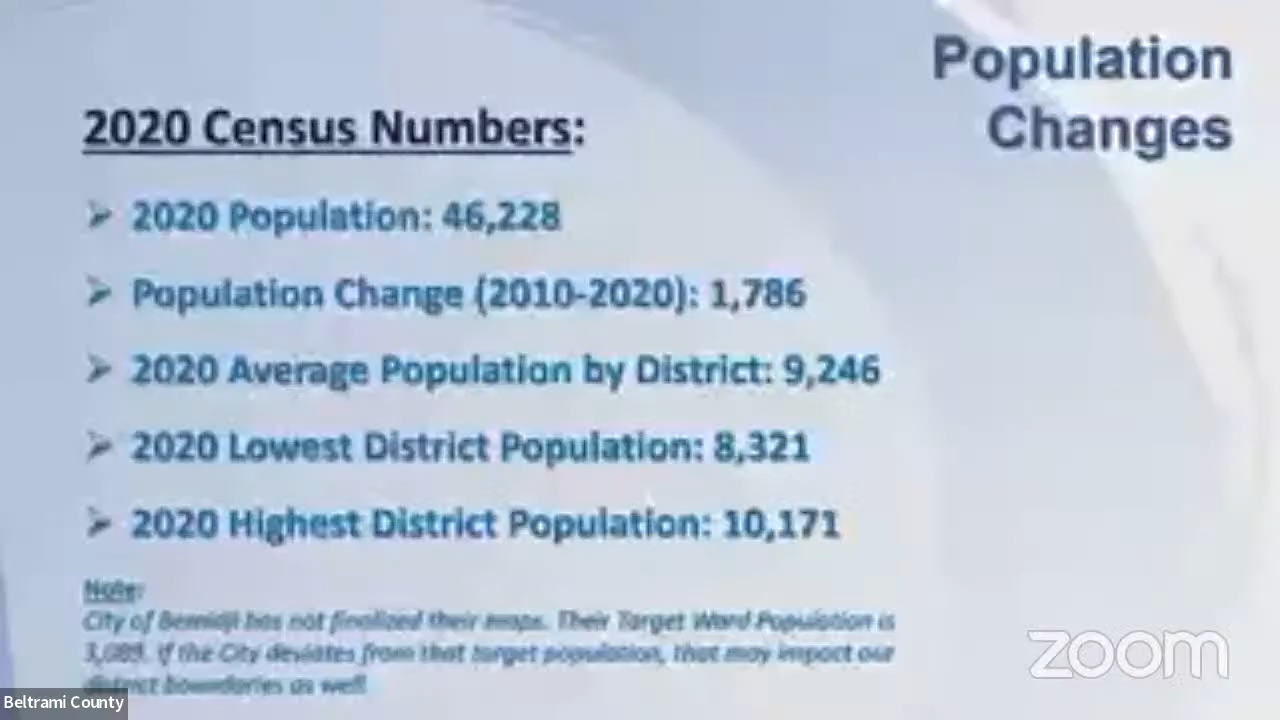 Population
Changes
2020 Census Numbers:
➢ 2020 Population: 46,228
➢ Population Change (2010-2020): 1,786
➢ 2020 Average Population by District: 9,246
➢ 2020 Lowest District Population: 8,321
➢ 2020 Highest District Population: 10,171
Note:
City of Bemidji has not finalized their maps. Their Target Ward Population is
3,089. If the City deviates from that target population, that may impact our
district boundaries as well.
zoom
Beltrami County